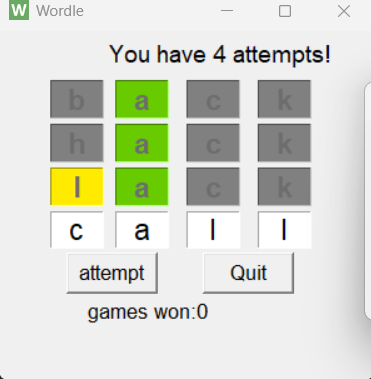 W Wordle
You have 4 attempts!
b a c k
h a c k
l a c k
c a l l
attempt Quit
games won:0